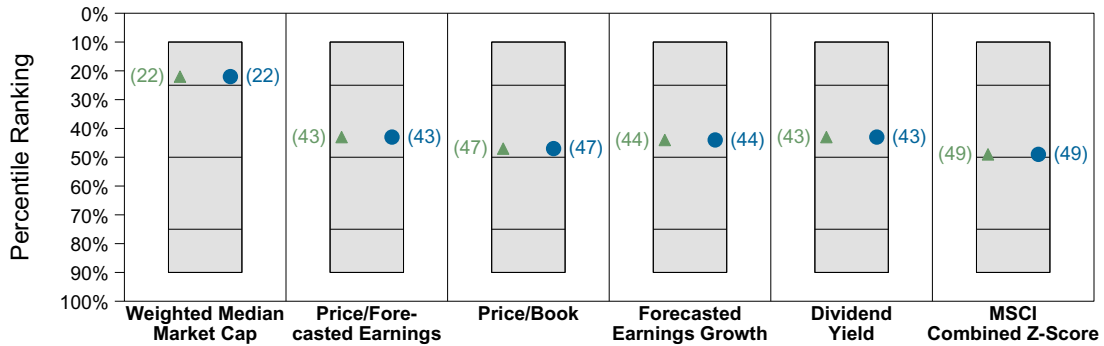 0%
10%
20%
30%
40%
50%
60%
70%
80%
90%
100%
Percentile Ranking
(22) (22)
(43) (43)
(47) (47)
(44) (44)
(43) (43)
(49) (49)
Weighted Median
Market Cap
Price/Fore-
casted Earnings
Price/Book
Forecasted
Earnings Growth
Dividend
Yield
MSCI
Combined Z-Score